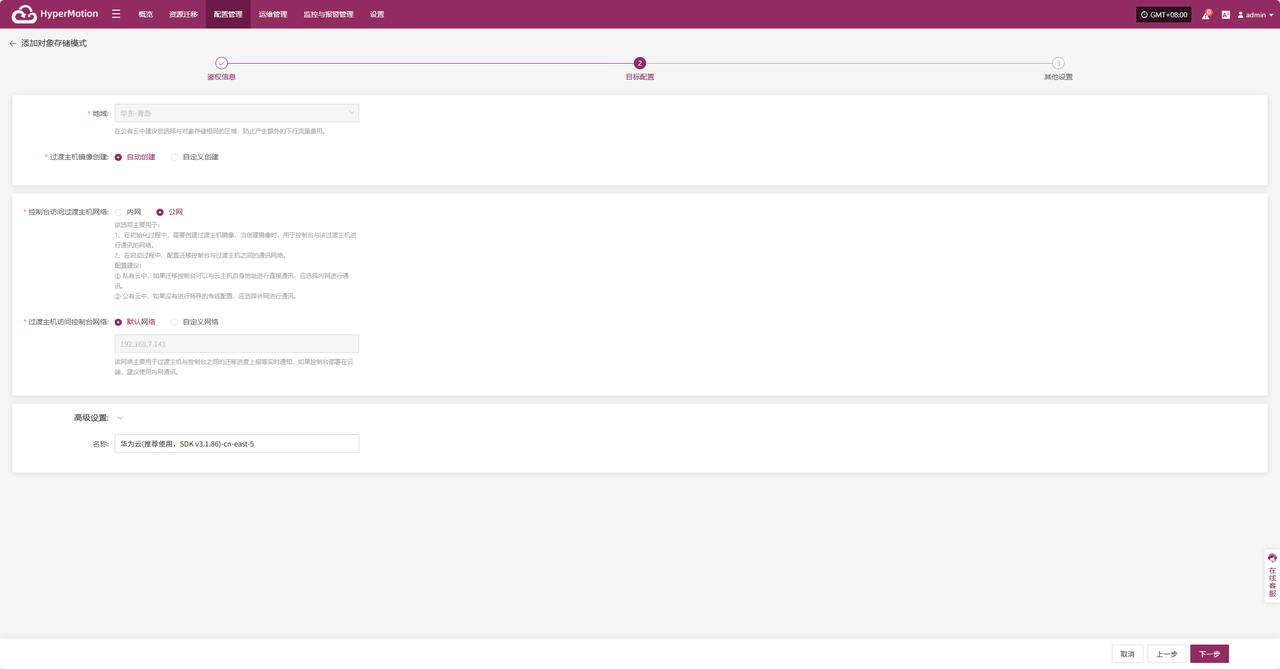 HyperMotion 概览 资源迁移 配置管理 运维管理 监控与报警管理 设置 GMT+08:00 0 A admin
添加对象存储模式
2 3
鉴权信息 目标配置 其他设置
* 地域: 华东-青岛
在公有云中建议您选择与对象存储相同的区域，防止产生额外的下行流量费用。
* 过渡主机镜像创建: 自动创建 自定义创建
* 控制台访问过渡主机网络: 内网 公网
该选项主要用于：
1、在初始化过程中，需要创建过渡主机镜像，当创建镜像时，用于控制台与该过渡主机进
行通讯的网络。
2、在启动过程中，配置迁移控制台与过渡主机之间的通讯网络。
配置建议：
① 私有云中，如果迁移控制台可以与云主机自身地址进行直接通讯，应选择内网进行通
讯。
② 公有云中，如果没有进行特殊的专线配置，应选择外网进行通讯。
* 过渡主机访问控制台网络: 默认网络 自定义网络
192.168.7.141
该网络主要用于过渡主机与控制台之间的迁移进度上报等实时通知，如果控制台部署在云
端，建议使用内网通讯。
高级设置:
名称: 华为云(推荐使用，SDK v3.1.86)-cn-east-5
在线客服
取消 上一步 下一步